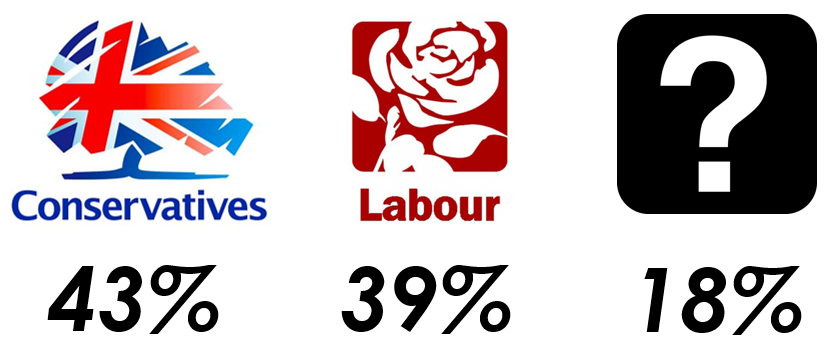 ?
Conservatives
Labour
43%
39%
18%